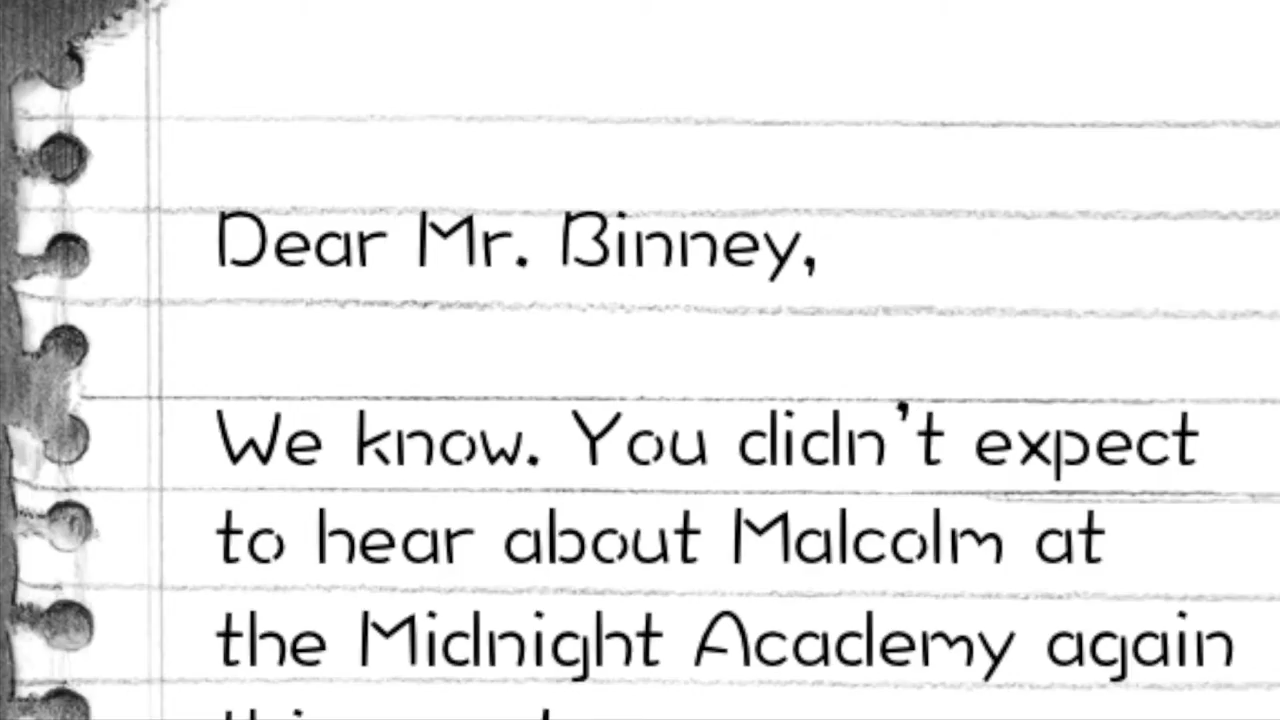 Dear Mr. Binney,
We know. You didn't expect
to hear about Malcolm at
the Midnight Academy again